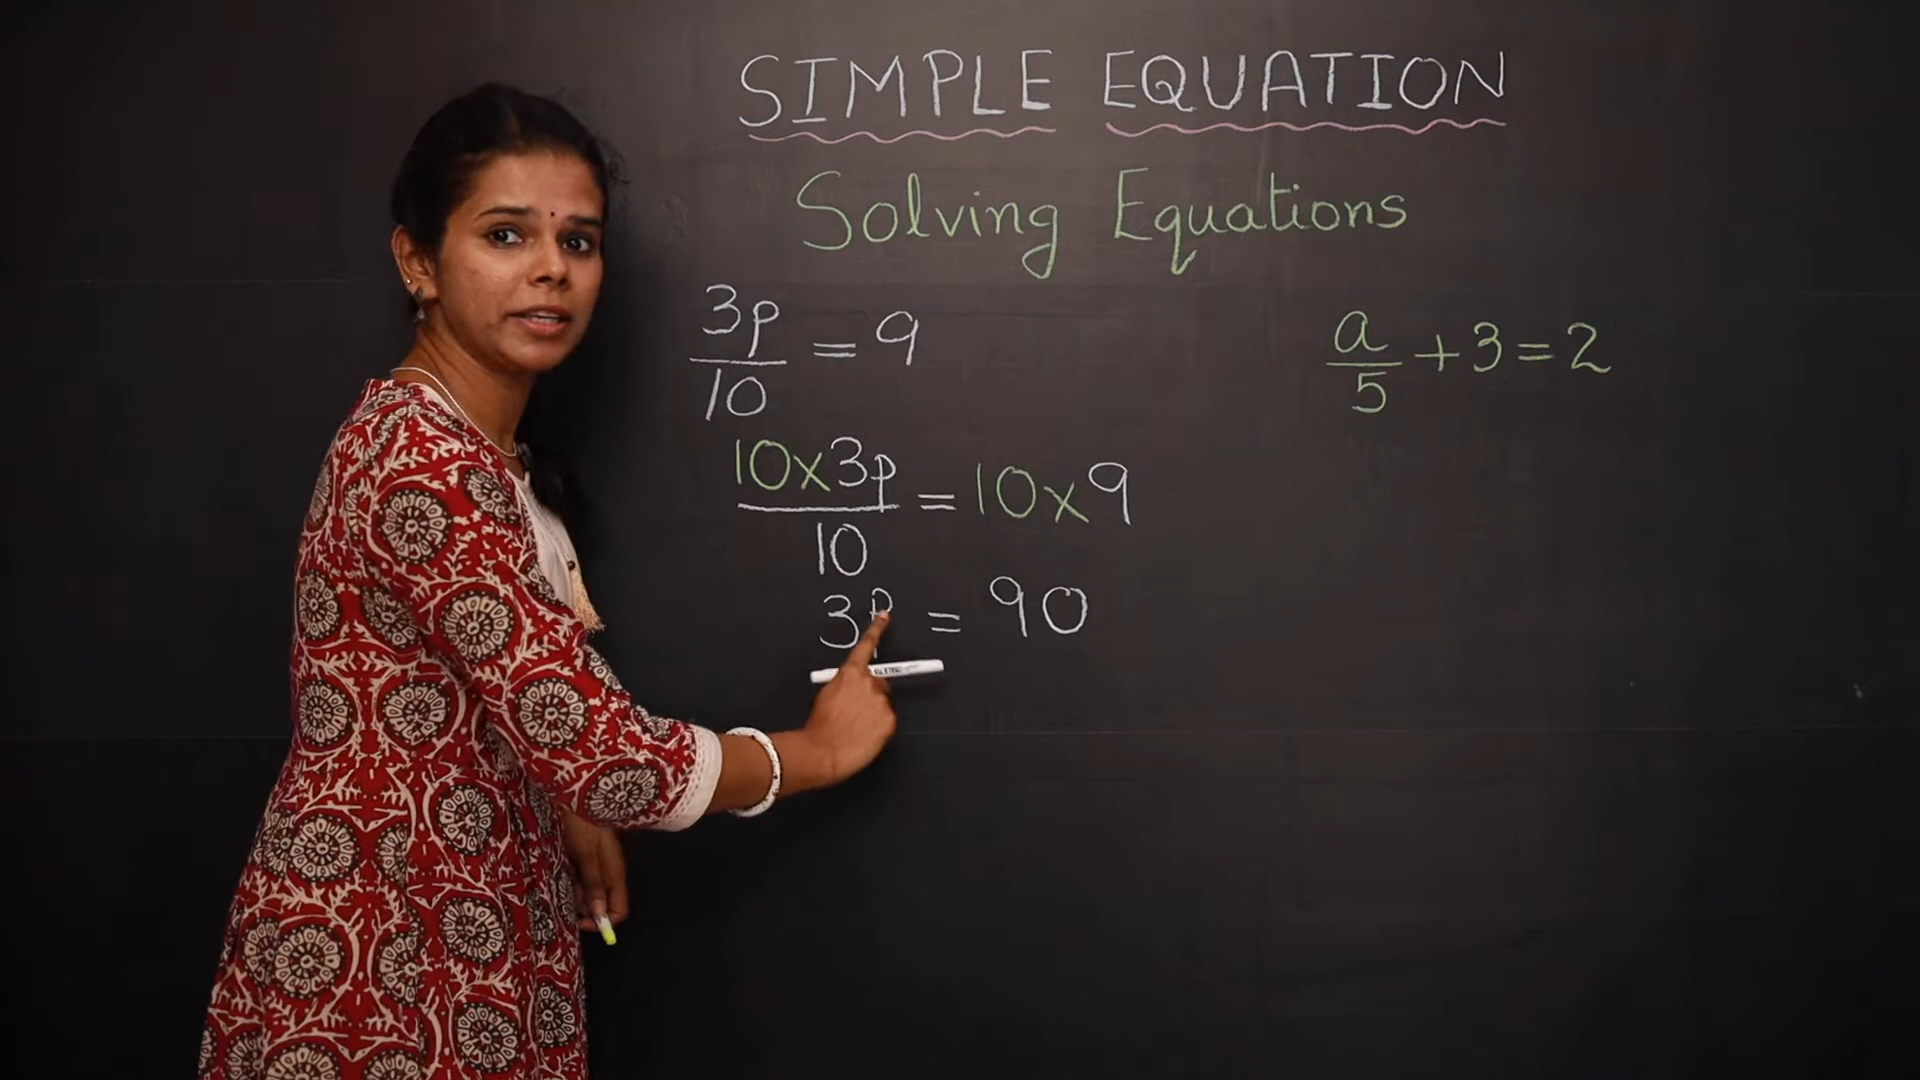 SIMPLE EQUATION
Solving Equations
3p/10 = 9
a/5 + 3 = 2
10x3p/10 = 10x9
3p = 90